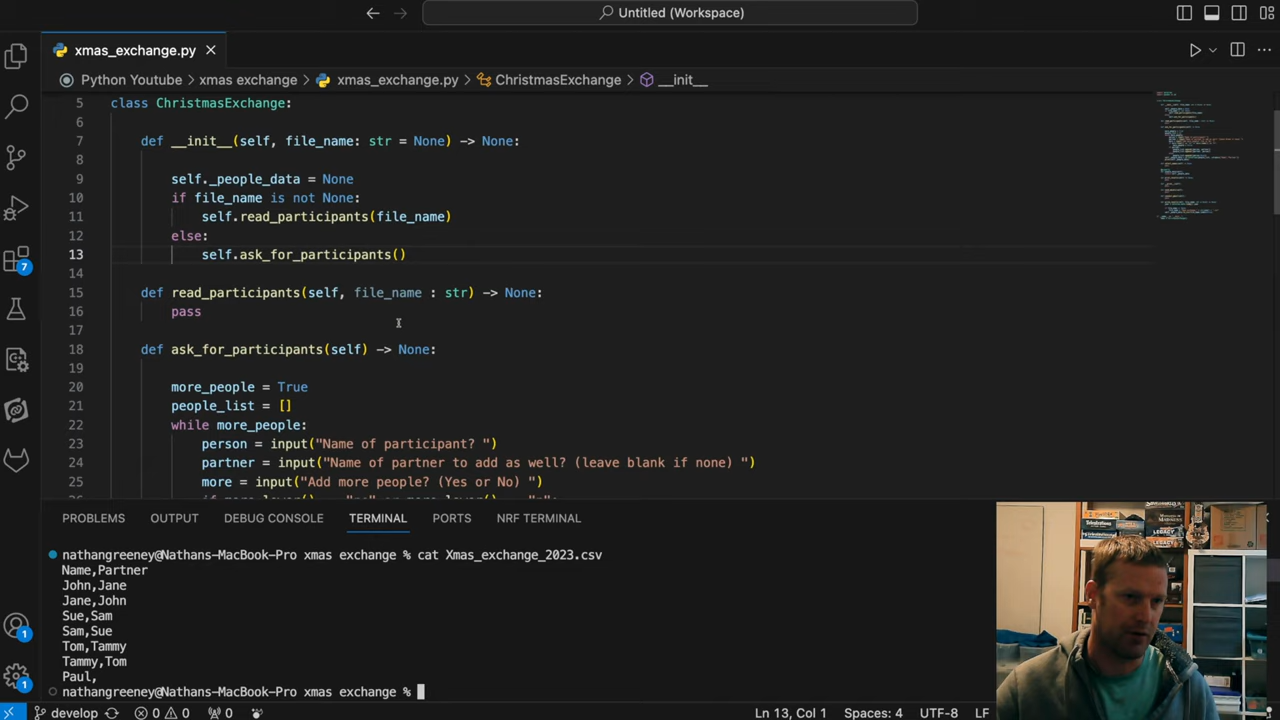 Untitled (Workspace)
xmas_exchange.py
Python Youtube > xmas exchange > xmas_exchange.py > ChristmasExchange > __init__
5 class ChristmasExchange:
6
7 def __init__(self, file_name: str = None) -> None:
8
9 self._people_data = None
10 if file_name is not None:
11 self.read_participants(file_name)
12 else:
13 self.ask_for_participants()
14
15 def read_participants(self, file_name : str) -> None:
16 pass
17
18 def ask_for_participants(self) -> None:
19
20 more_people = True
21 people_list = []
22 while more_people:
23 person = input("Name of participant? ")
24 partner = input("Name of partner to add as well? (leave blank if none) ")
25 more = input("Add more people? (Yes or No) ")
7
PROBLEMS OUTPUT DEBUG CONSOLE TERMINAL PORTS NRF TERMINAL
nathangreeney@Nathans-MacBook-Pro xmas exchange % cat Xmas_exchange_2023.csv
Name,Partner
John,Jane
Jane,John
Sue,Sam
Sam,Sue
Tom,Tammy
Tammy,Tom
Paul,
nathangreeney@Nathans-MacBook-Pro xmas exchange %
1
1
develop 0 0 0 Ln 13, Col 1 Spaces: 4 UTF-8 LF